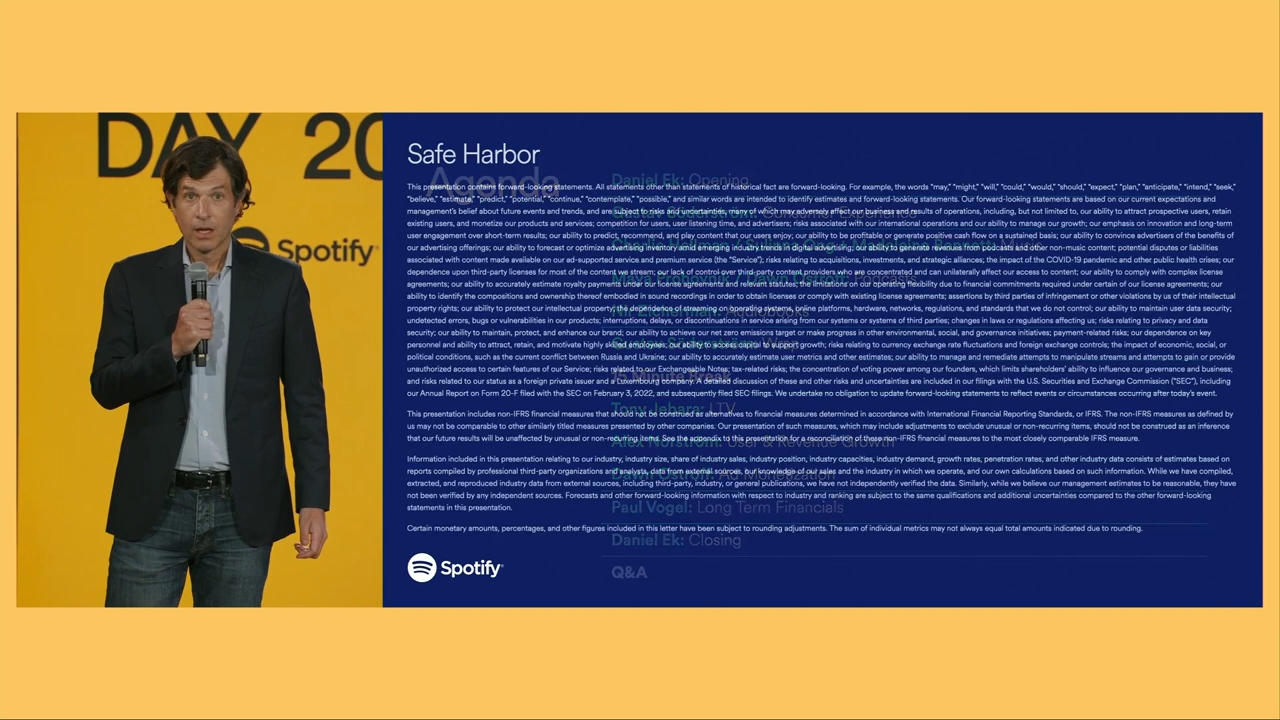 DAY 20
Spotify
Safe Harbor
Agenda
This presentation contains forward-looking statements. All statements other than statements of historical fact are forward-looking. For example, the words "may," "might," "will," "could," "would," "should," "expect," "plan," "anticipate," "intend," "seek,"
"believe," "estimate," "predict," "potential," "continue," "contemplate," "possible," and similar words are intended to identify estimates and forward-looking statements. Our forward-looking statements are based on our current expectations and
management's belief about future events and trends, and are subject to risks and uncertainties, many of which may adversely affect our business and results of operations, including, but not limited to, our ability to attract prospective users, retain
existing users, and monetize our products and services; competition for users, user listening time, and advertisers; risks associated with our international operations and our ability to manage our growth; our emphasis on innovation and long-term
user engagement over short-term results; our ability to predict, recommend, and play content that our users enjoy; our ability to be profitable or generate positive cash flow on a sustained basis; our ability to convince advertisers of the benefits of
our advertising offerings; our ability to forecast or optimize advertising inventory amid emerging industry trends in digital advertising; our ability to generate revenues from podcasts and other non-music content; potential disputes or liabilities
associated with content made available on our ad-supported service and premium service (the "Service"); risks relating to acquisitions, investments, and strategic alliances; the impact of the COVID-19 pandemic and other public health crises; our
dependence upon third-party licenses for most of the content we stream; our lack of control over third-party content providers who are concentrated and can unilaterally affect our access to content; our ability to comply with complex license
agreements; our ability to accurately estimate royalty payments under our license agreements and relevant statutes; the limitations on our operating flexibility due to financial commitments required under certain of our license agreements; our
ability to identify the compositions and ownership thereof embodied in sound recordings in order to obtain licenses or comply with existing license agreements; assertions by third parties of infringement or other violations by us of their intellectual
property rights; our ability to protect our intellectual property; the dependence of streaming on operating systems, online platforms, hardware, networks, regulations, and standards that we do not control; our ability to maintain user data security;
undetected errors, bugs or vulnerabilities in our products; interruptions, delays, or discontinuations in service arising from our systems or systems of third parties; changes in laws or regulations affecting us; risks relating to privacy and data
security; our ability to maintain, protect, and enhance our brand; our ability to achieve our net zero emissions target or make progress in other environmental, social, and governance initiatives; payment-related risks; our dependence on key
personnel and ability to attract, retain, and motivate highly skilled employees; our ability to access capital to support growth; risks relating to currency exchange rate fluctuations and foreign exchange controls; the impact of economic, social, or
political conditions, such as the current conflict between Russia and Ukraine; our ability to accurately estimate user metrics and other estimates; our ability to manage and remediate attempts to manipulate streams and attempts to gain or provide
unauthorized access to certain features of our Service; risks related to our Exchangeable Notes; tax-related risks; the concentration of voting power among our founders, which limits shareholders' ability to influence our governance and business;
and risks related to our status as a foreign private issuer and a Luxembourg company. A detailed discussion of these and other risks and uncertainties are included in our filings with the U.S. Securities and Exchange Commission ("SEC"), including
our Annual Report on Form 20-F filed with the SEC on February 3, 2022, and subsequently filed SEC filings. We undertake no obligation to update forward-looking statements to reflect events or circumstances occurring after today's event.
This presentation includes non-IFRS financial measures that should not be construed as alternatives to financial measures determined in accordance with International Financial Reporting Standards, or IFRS. The non-IFRS measures as defined by
us may not be comparable to other similarly titled measures presented by other companies. Our presentation of such measures, which may include adjustments to exclude unusual or non-recurring items, should not be construed as an inference
that our future results will be unaffected by unusual or non-recurring items. See the appendix to this presentation for a reconciliation of these non-IFRS financial measures to the most closely comparable IFRS measure.
Information included in this presentation relating to our industry, industry size, share of industry sales, industry position, industry capacities, industry demand, growth rates, penetration rates, and other industry data consists of estimates based on
reports compiled by professional third-party organizations and analysts, data from external sources, our knowledge of our sales and the industry in which we operate, and our own calculations based on such information. While we have compiled,
extracted, and reproduced industry data from external sources, including third-party, industry, or general publications, we have not independently verified the data. Similarly, while we believe our management estimates to be reasonable, they have
not been verified by any independent sources. Forecasts and other forward-looking information with respect to industry and ranking are subject to the same qualifications and additional uncertainties compared to the other forward-looking
statements in this presentation.
Certain monetary amounts, percentages, and other figures included in this letter have been subject to rounding adjustments. The sum of individual metrics may not always equal total amounts indicated due to rounding.
Daniel Ek: Opening
15 Minute Break
Tony Jebara: LTV
Alex Norström: User & Revenue Growth
Dawn Ostroff: Ad Monetization
Paul Vogel: Long Term Financials
Daniel Ek: Closing
Q&A
Spotify